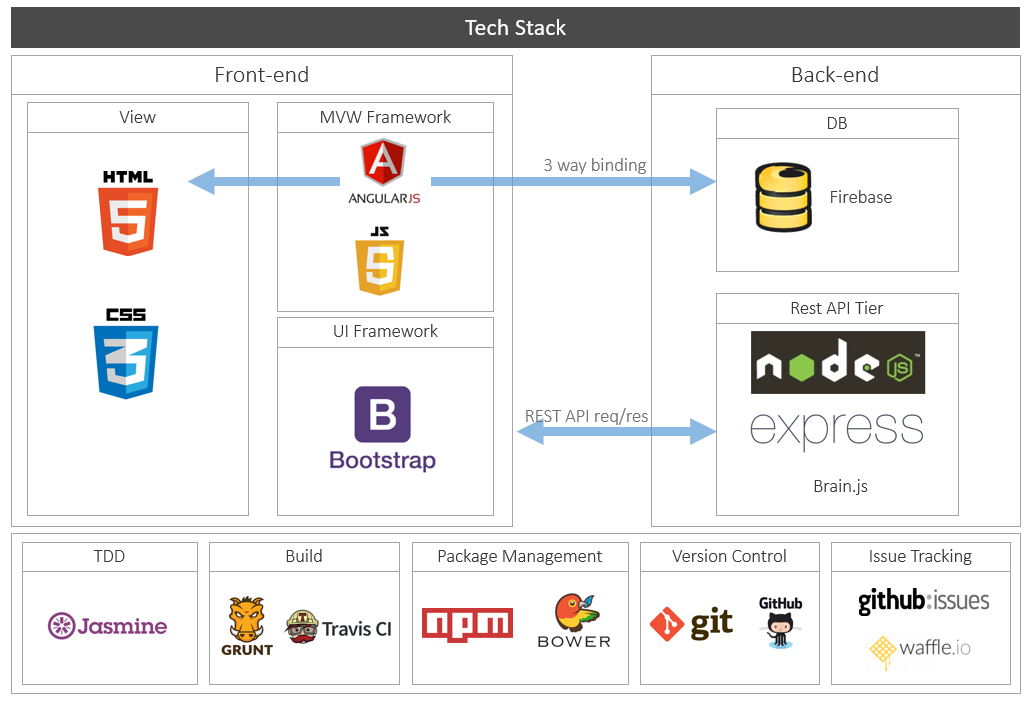 Tech Stack
Front-end
Back-end
View
MVW Framework
DB
HTML
5
ANGULARJS
A
JS
5
3 way binding
Firebase
CSS
3
UI Framework
B
Bootstrap
REST API req/res
Rest API Tier
node JS ™
express
Brain.js
TDD
Build
Package Management
Version Control
Issue Tracking
Jasmine
GRUNT
T
Travis CI
npm
BOWER
git
GitHub
github:issues
waffle.io